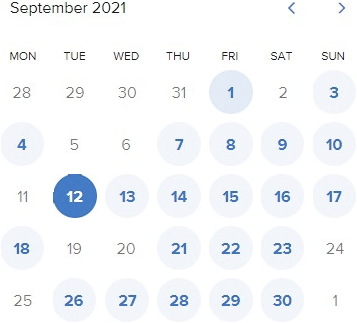 September 2021
MON TUE WED THU FRI SAT SUN
28 29 30 31 1 2 3
4 5 6 7 8 9 10
11 12 13 14 15 16 17
18 19 20 21 22 23 24
25 26 27 28 29 30 1